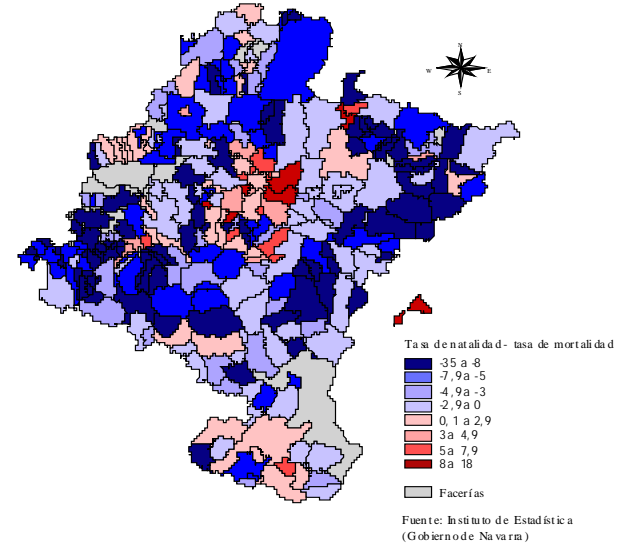 N
W E
S
Tasa de natalidad - tasa de mortalidad
-35 a -8
-7,9 a -5
-4,9 a -3
-2,9 a 0
0,1 a 2,9
3 a 4,9
5 a 7,9
8 a 18
Facerías
Fuente: Instituto de Estadística
(Gobierno de Navarra)